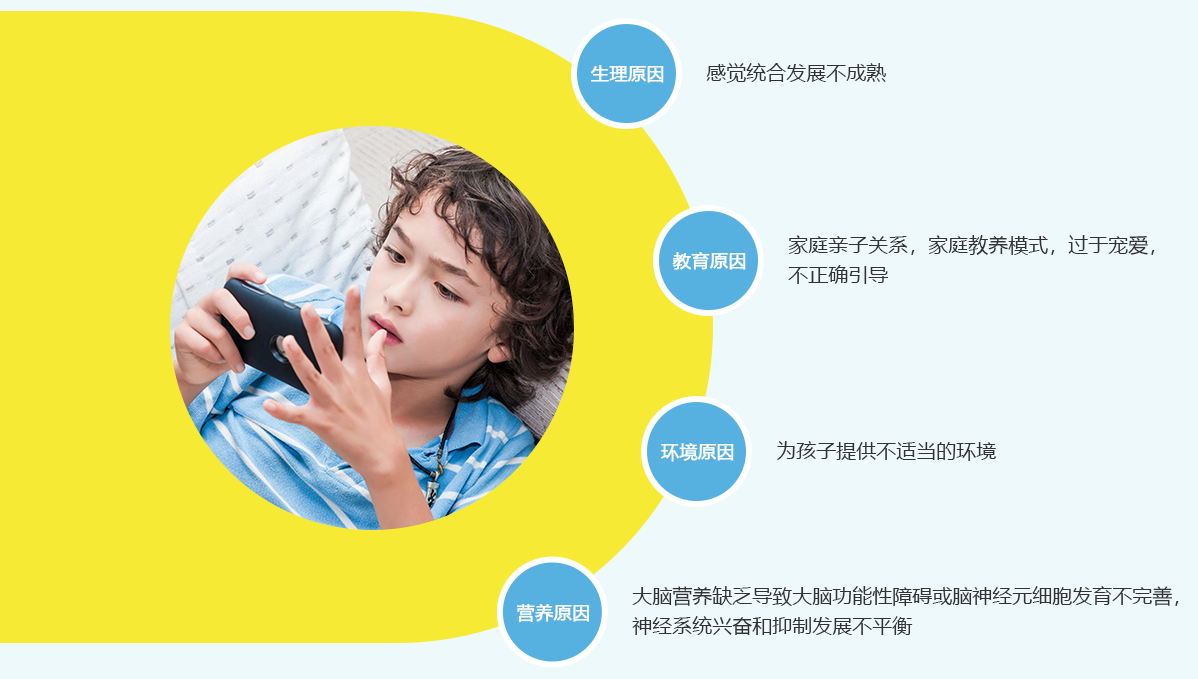 生理原因
感觉统合发展不成熟
教育原因
家庭亲子关系，家庭教养模式，过于宠爱，
不正确引导
环境原因
为孩子提供不适当的环境
营养原因
大脑营养缺乏导致大脑功能性障碍或脑神经元细胞发育不完善，
神经系统兴奋和抑制发展不平衡